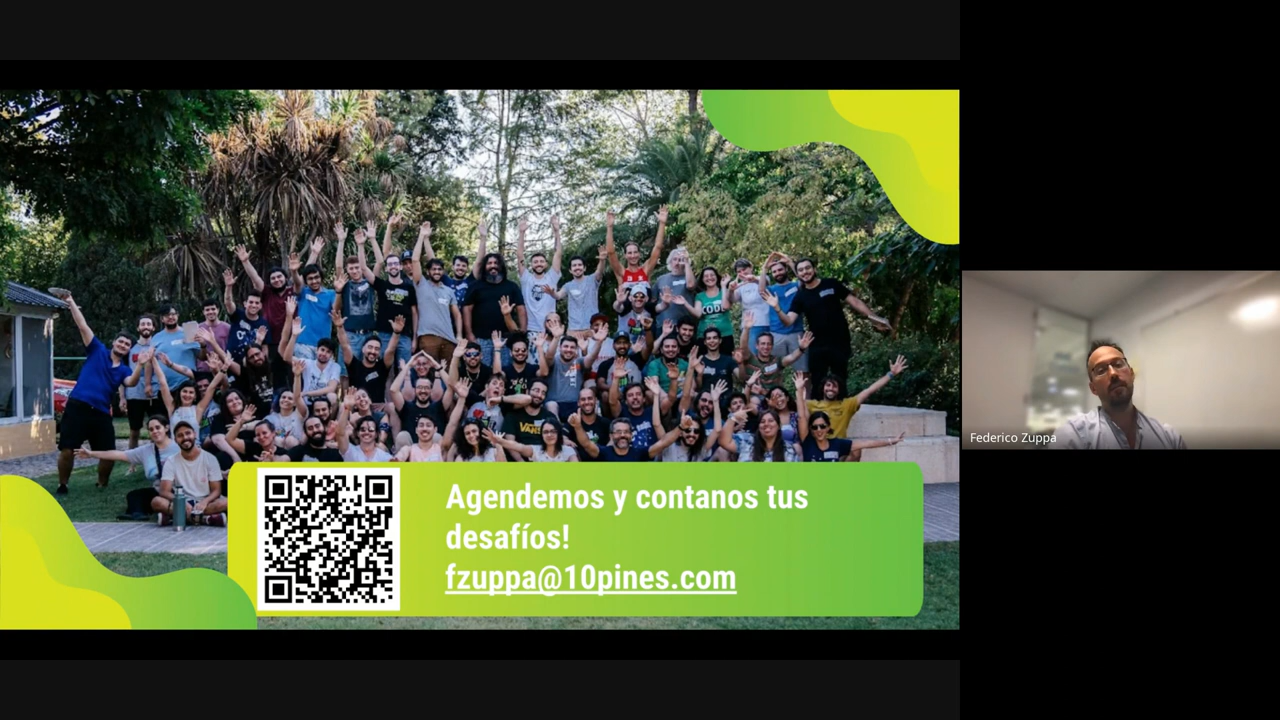 Agendemos y contanos tus
desafíos!
fzuppa@10pines.com
Federico Zuppa